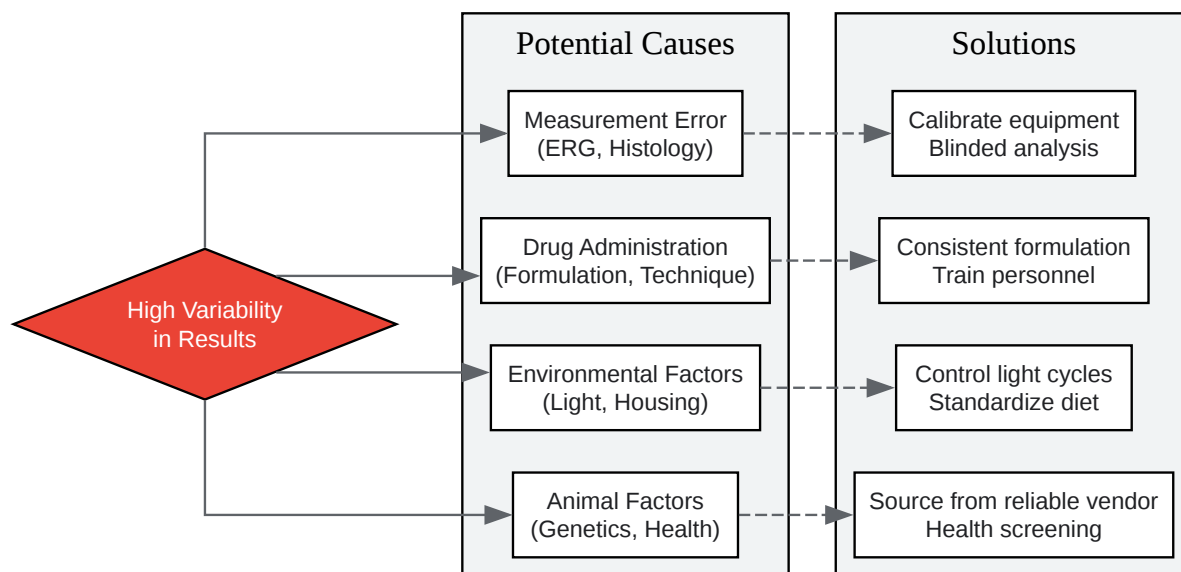 Potential Causes
Solutions
Measurement Error
(ERG, Histology)
Calibrate equipment
Blinded analysis
Drug Administration
(Formulation, Technique)
Consistent formulation
Train personnel
High Variability
in Results
Environmental Factors
(Light, Housing)
Control light cycles
Standardize diet
Animal Factors
(Genetics, Health)
Source from reliable vendor
Health screening